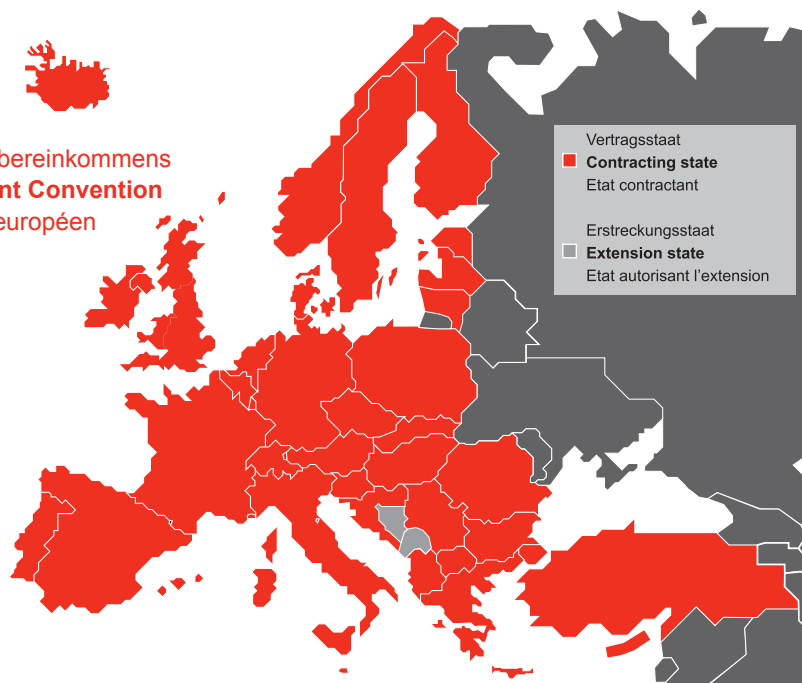 bereinkommens
nt Convention
européen
Vertragsstaat
Contracting state
Etat contractant
Erstreckungsstaat
Extension state
Etat autorisant l'extension